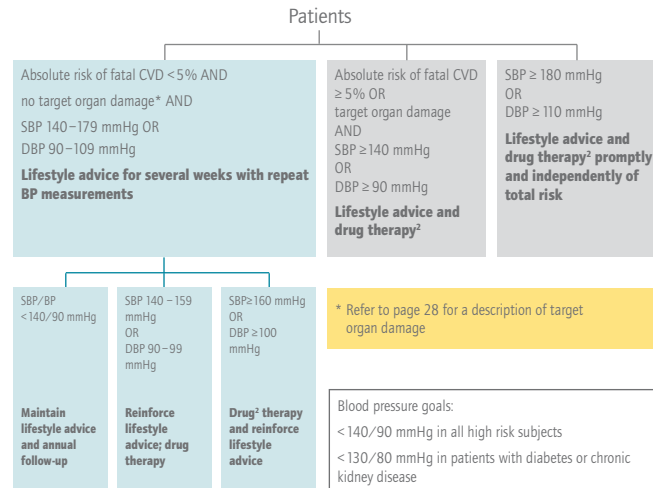 Patients
Absolute risk of fatal CVD <5% AND
no target organ damage* AND
SBP 140–179 mmHg OR
DBP 90–109 mmHg
Lifestyle advice for several weeks with repeat
BP measurements
Absolute risk of fatal CVD
≥ 5% OR
target organ damage
AND
SBP ≥140 mmHg
OR
DBP ≥ 90 mmHg
Lifestyle advice and
drug therapy²
SBP ≥ 180 mmHg
OR
DBP ≥ 110 mmHg
Lifestyle advice and
drug therapy² promptly
and independently of
total risk
SBP/BP
<140/90 mmHg
Maintain
lifestyle advice
and annual
follow-up
SBP 140–159
mmHg
OR
DBP 90–99
mmHg
Reinforce
lifestyle
advice; drug
therapy
SBP≥160 mmHg
OR
DBP ≥100
mmHg
Drug² therapy
and reinforce
lifestyle
advice
* Refer to page 28 for a description of target
organ damage
Blood pressure goals:
<140/90 mmHg in all high risk subjects
<130/80 mmHg in patients with diabetes or chronic
kidney disease